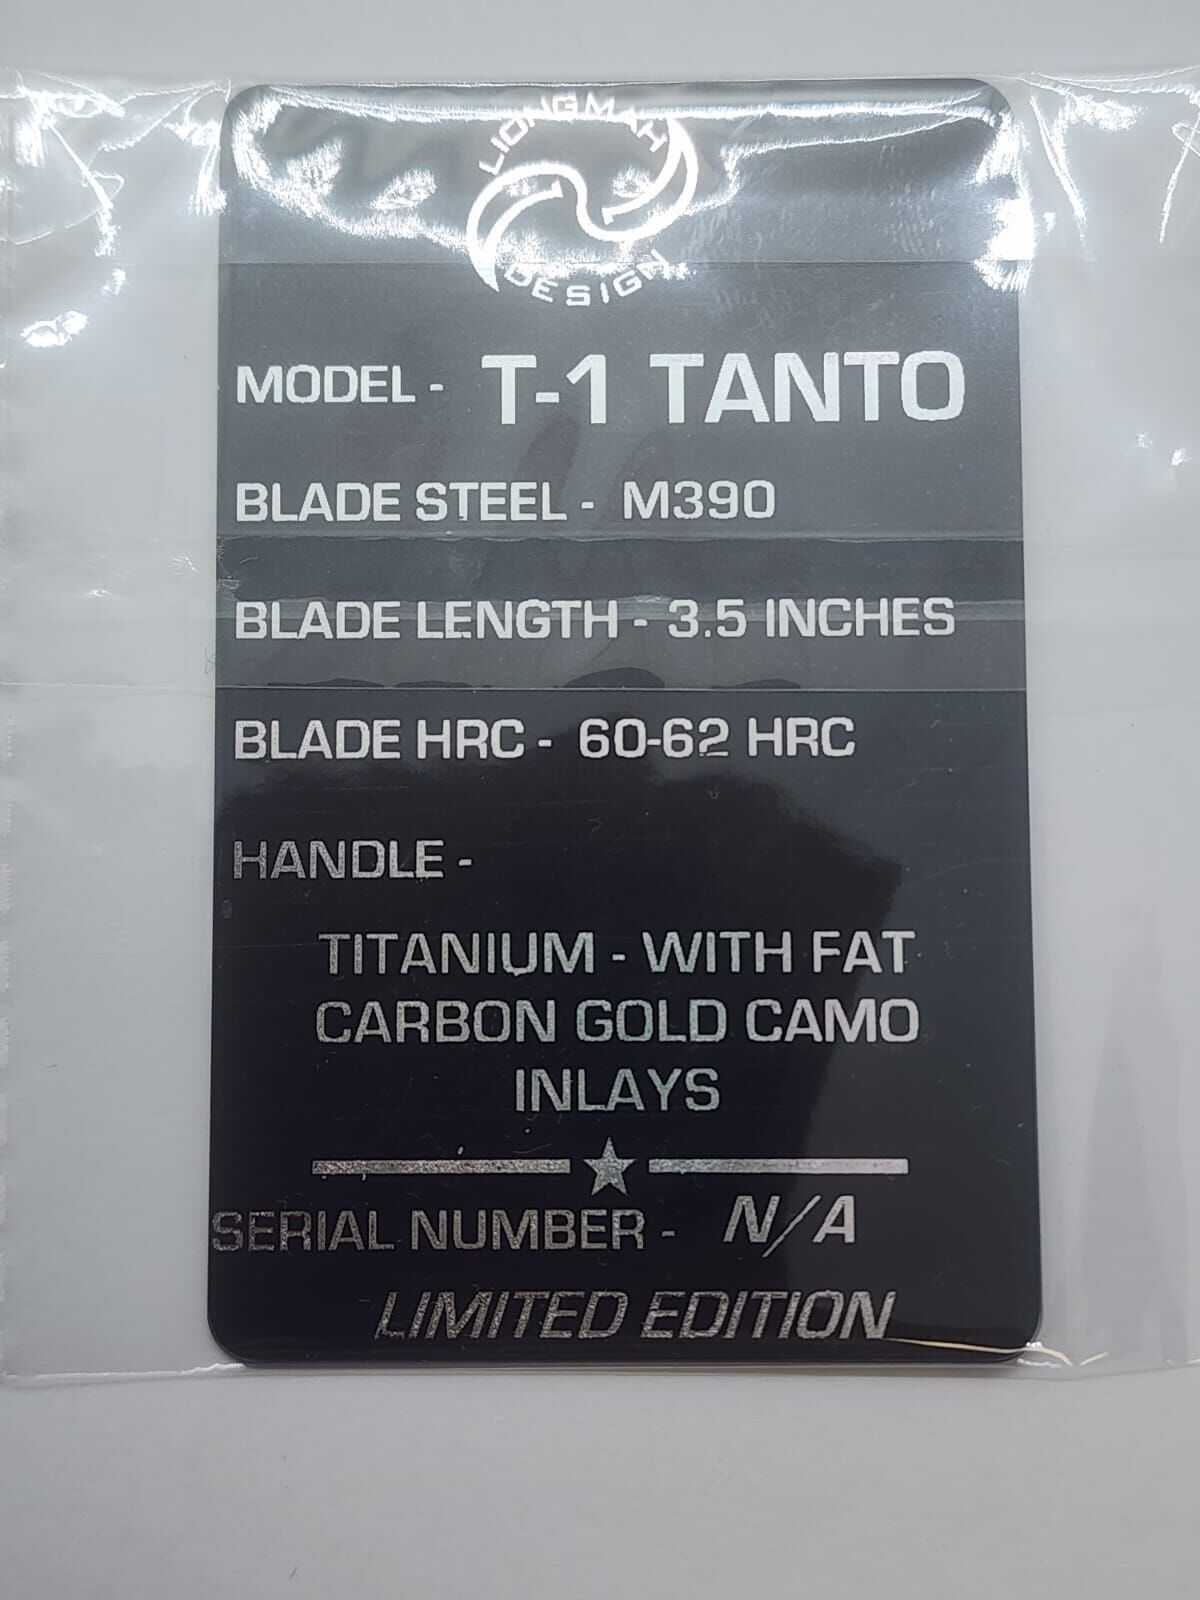 LIONGMAH
DESIGN
MODEL - T-1 TANTO
BLADE STEEL - M390
BLADE LENGTH - 3.5 INCHES
BLADE HRC - 60-62 HRC
HANDLE -
TITANIUM - WITH FAT
CARBON GOLD CAMO
INLAYS
SERIAL NUMBER - N/A
LIMITED EDITION